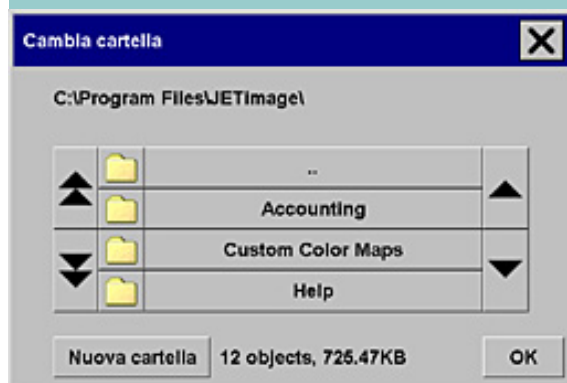 Cambia cartella
C:\Program Files\JETimage\
..
Accounting
Custom Color Maps
Help
Nuova cartella 12 objects, 725.47KB OK